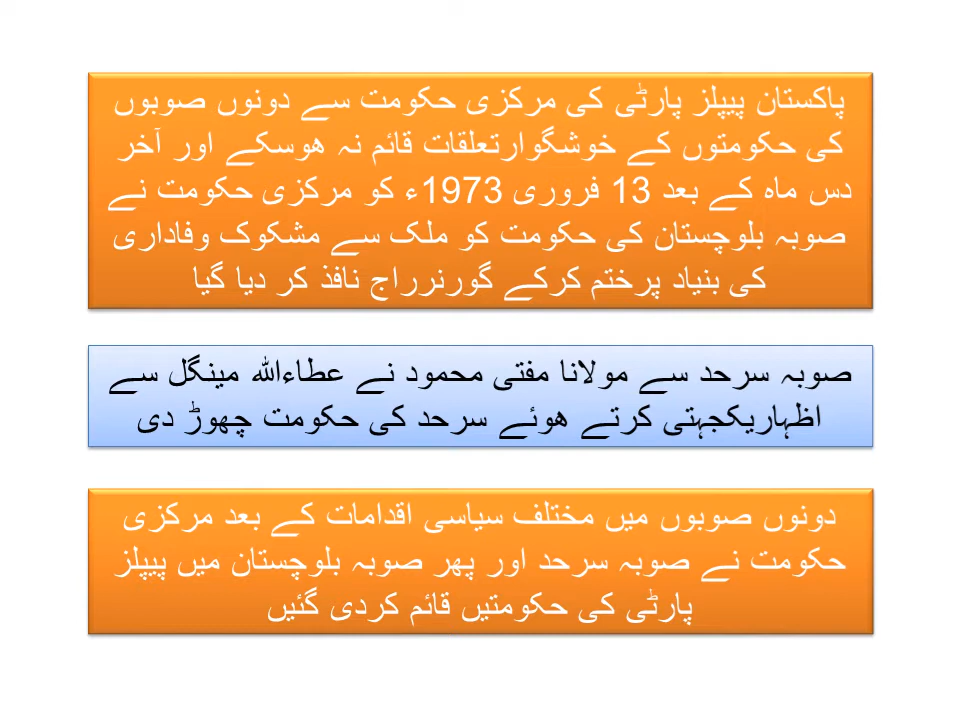 پاکستان پیپلز پارٹی کی مرکزی حکومت سے دونوں صوبوں
کی حکومتوں کے خوشگوارتعلقات قائم نہ ھوسکے اور آخر
دس ماہ کے بعد 13 فروری 1973ء کو مرکزی حکومت نے
صوبہ بلوچستان کی حکومت کو ملک سے مشکوک وفاداری
کی بنیاد پرختم کرکے گورنرراج نافذ کر دیا گیا
صوبہ سرحد سے مولانا مفتی محمود نے عطاءاللہ مینگل سے
اظہاریکجہتی کرتے ھوئے سرحد کی حکومت چھوڑ دی
دونوں صوبوں میں مختلف سیاسی اقدامات کے بعد مرکزی
حکومت نے صوبہ سرحد اور پھر صوبہ بلوچستان میں پیپلز
پارٹی کی حکومتیں قائم کردی گئیں